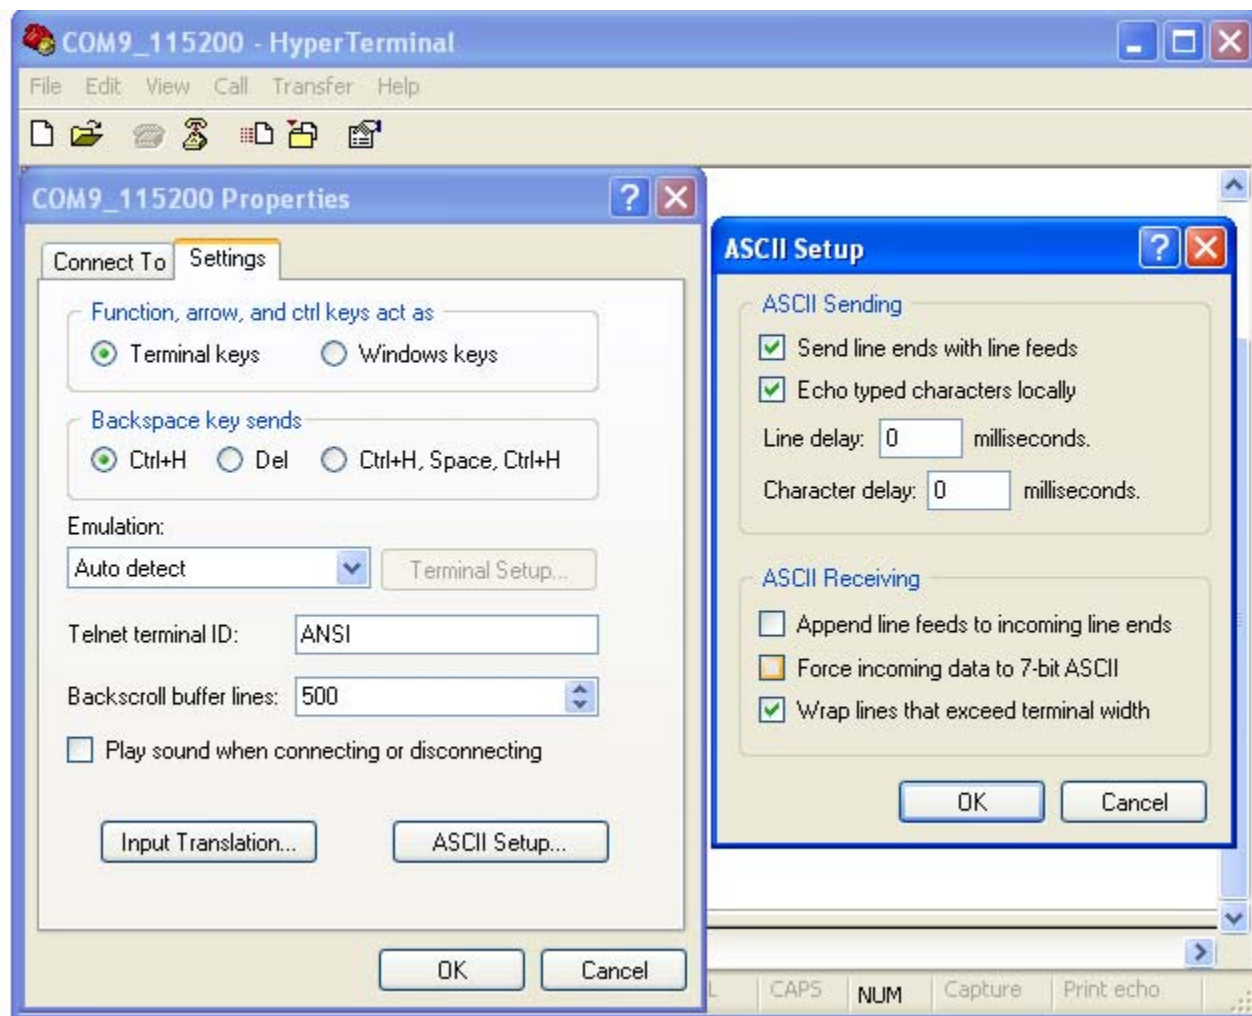 COM9_115200 - HyperTerminal
File Edit View Call Transfer Help
COM9_115200 Properties
Connect To Settings
Function, arrow, and ctrl keys act as
Terminal keys Windows keys
Backspace key sends
Ctrl+H Del Ctrl+H, Space, Ctrl+H
Emulation:
Auto detect Terminal Setup...
Telnet terminal ID: ANSI
Backscroll buffer lines: 500
Play sound when connecting or disconnecting
Input Translation... ASCII Setup...
OK Cancel
ASCII Setup
ASCII Sending
Send line ends with line feeds
Echo typed characters locally
Line delay: 0 milliseconds.
Character delay: 0 milliseconds.
ASCII Receiving
Append line feeds to incoming line ends
Force incoming data to 7-bit ASCII
Wrap lines that exceed terminal width
OK Cancel
CAPS NUM Capture Print echo